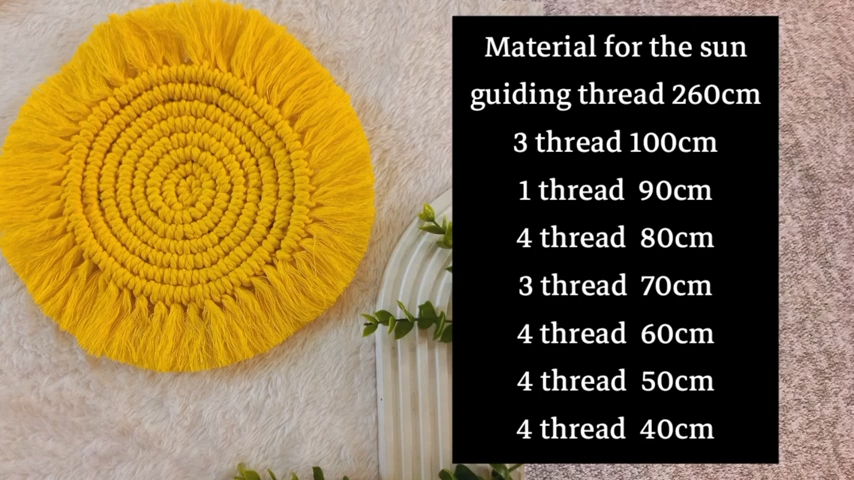 Material for the sun
guiding thread 260cm
3 thread 100cm
1 thread 90cm
4 thread 80cm
3 thread 70cm
4 thread 60cm
4 thread 50cm
4 thread 40cm